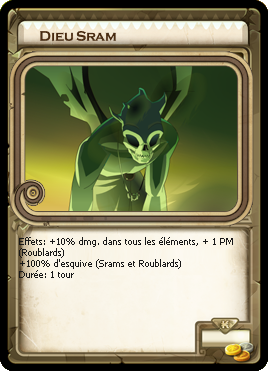 Dieu Sram
Effets: +10% dmg. dans tous les éléments, + 1 PM
(Roublards)
+100% d'esquive (Srams et Roublards)
Durée: 1 tour
K